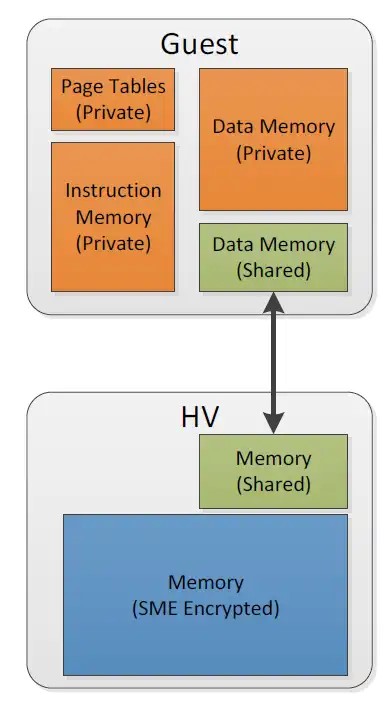 Guest
Page Tables
(Private)
Instruction
Memory
(Private)
Data Memory
(Private)
Data Memory
(Shared)
HV
Memory
(Shared)
Memory
(SME Encrypted)